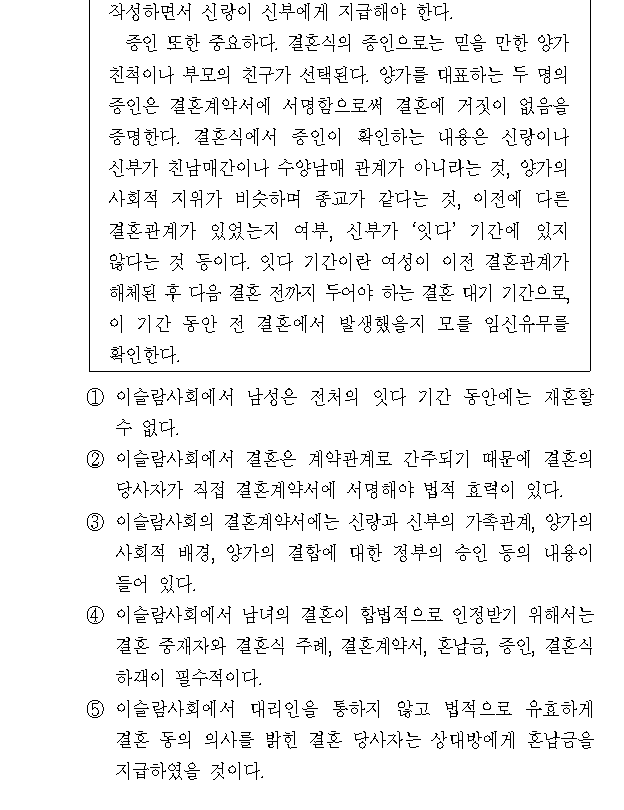 작성하면서 신랑이 신부에게 지급해야 한다.
증인 또한 중요하다. 결혼식의 증인으로는 믿을 만한 양가
친척이나 부모의 친구가 선택된다. 양가를 대표하는 두 명의
증인은 결혼계약서에 서명함으로써 결혼에 거짓이 없음을
증명한다. 결혼식에서 증인이 확인하는 내용은 신랑이나
신부가 친남매간이나 수양남매 관계가 아니라는 것, 양가의
사회적 지위가 비슷하며 종교가 같다는 것, 이전에 다른
결혼관계가 있었는지 여부, 신부가 ‘잇다’ 기간에 있지
않다는 것 등이다. 잇다 기간이란 여성이 이전 결혼관계가
해체된 후 다음 결혼 전까지 두어야 하는 결혼 대기 기간으로,
이 기간 동안 전 결혼에서 발생했을지 모를 임신유무를
확인한다.
① 이슬람사회에서 남성은 전처의 잇다 기간 동안에는 재혼할
수 없다.
② 이슬람사회에서 결혼은 계약관계로 간주되기 때문에 결혼의
당사자가 직접 결혼계약서에 서명해야 법적 효력이 있다.
③ 이슬람사회의 결혼계약서에는 신랑과 신부의 가족관계, 양가의
사회적 배경, 양가의 결합에 대한 정부의 승인 등의 내용이
들어 있다.
④ 이슬람사회에서 남녀의 결혼이 합법적으로 인정받기 위해서는
결혼 중재자와 결혼식 주례, 결혼계약서, 혼납금, 증인, 결혼식
하객이 필수적이다.
⑤ 이슬람사회에서 대리인을 통하지 않고 법적으로 유효하게
결혼 동의 의사를 밝힌 결혼 당사자는 상대방에게 혼납금을
지급하였을 것이다.